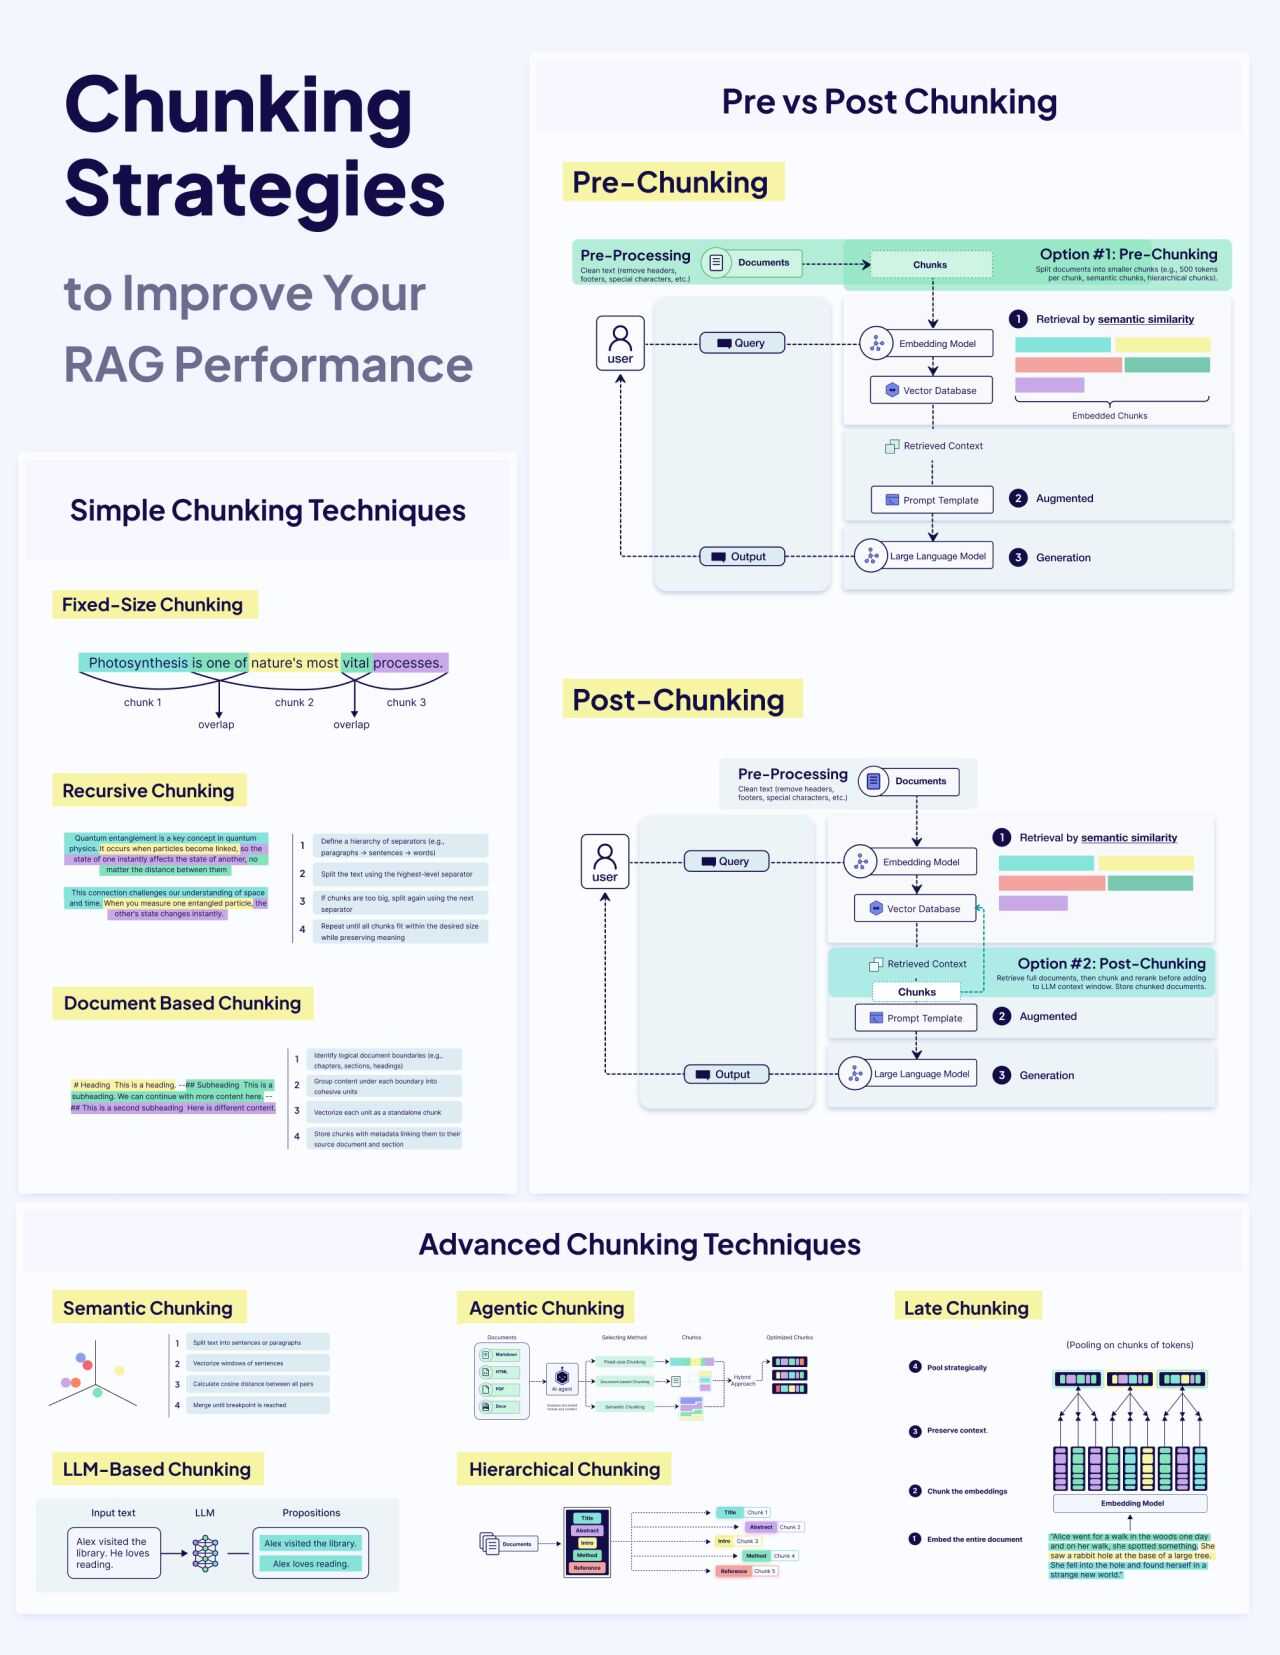 Chunking
Strategies
to Improve Your
RAG Performance
Simple Chunking Techniques
Fixed-Size Chunking
Photosynthesis is one of nature's most vital processes.
chunk 1
chunk 2
chunk 3
overlap
overlap
Recursive Chunking
Quantum entanglement is a key concept in quantum
physics. It occurs when particles become linked, so the
state of one instantly affects the state of another, no
matter the distance between them
This connection challenges our understanding of space
and time. When you measure one entangled particle, the
other's state changes instantly.
1
Define a hierarchy of separators (e.g.,
paragraphs → sentences → words)
2
Split the text using the highest-level separator
3
If chunks are too big, split again using the next
separator
4
Repeat until all chunks fit within the desired size
while preserving meaning
Document Based Chunking
# Heading This is a heading. --## Subheading This is a
subheading. We can continue with more content here. --
## This is a second subheading Here is different content.
1
Identify logical document boundaries (e.g.,
chapters, sections, headings)
2
Group content under each boundary into
cohesive units
3
Vectorize each unit as a standalone chunk
4
Store chunks with metadata linking them to their
source document and section
Pre vs Post Chunking
Pre-Chunking
Pre-Processing
Clean text (remove headers,
footers, special characters, etc.)
Documents
Chunks
Option #1: Pre-Chunking
Split documents into smaller chunks (e.g., 500 tokens
per chunk, semantic chunks, hierarchical chunks).
user
Query
Embedding Model
Vector Database
1 Retrieval by semantic similarity
Embedded Chunks
Retrieved Context
Prompt Template
2 Augmented
Output
Large Language Model
3 Generation
Post-Chunking
Pre-Processing
Clean text (remove headers,
footers, special characters, etc.)
Documents
user
Query
Embedding Model
Vector Database
1 Retrieval by semantic similarity
Retrieved Context
Chunks
Option #2: Post-Chunking
Retrieve full documents, then chunk and rerank before adding
to LLM context window. Store chunked documents.
Prompt Template
2 Augmented
Output
Large Language Model
3 Generation
Advanced Chunking Techniques
Semantic Chunking
1 Split text into sentences or paragraphs
2 Vectorize windows of sentences
3 Calculate cosine distance between all pairs
4 Merge until breakpoint is reached
LLM-Based Chunking
Input text
LLM
Propositions
Alex visited the
library. He loves
reading.
Alex visited the library.
Alex loves reading.
Agentic Chunking
Documents
Selecting Method
Chunks
Optimized Chunks
Markdown
HTML
PDF
Docx
AI agent
Fixed-size Chunking
Document-based Chunking
Semantic Chunking
Hybrid
Approach
Hierarchical Chunking
Documents
Title
Abstract
Intro
Method
Reference
Title Chunk 1
Abstract Chunk 2
Intro Chunk 3
Method Chunk 4
Reference Chunk 5
Late Chunking
(Pooling on chunks of tokens)
4 Pool strategically
3 Preserve context
2 Chunk the embeddings
1 Embed the entire document
Embedding Model
"Alice went for a walk in the woods one day
and on her walk, she spotted something. She
saw a rabbit hole at the base of a large tree.
She fell into the hole and found herself in a
strange new world."